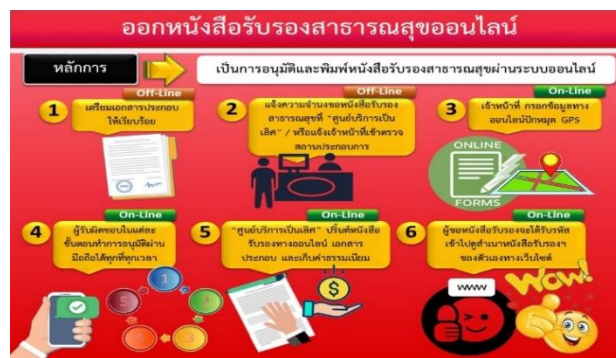 ออกหนังสือรับรองสาธารณสุขออนไลน์
หลักการ
เป็นการอนุมัติและพิมพ์หนังสือรับรองสาธารณสุขผ่านระบบออนไลน์
Off-Line
1
เตรียมเอกสารประกอบ
ให้เรียบร้อย
Off-Line
2
แจ้งความจำนงขอหนังสือรับรอง
สาธารณสุขที่ "ศูนย์บริการเป็น
เลิศ" / หรือแจ้งเจ้าหน้าที่เข้าตรวจ
สถานประกอบการ
On-Line
3
เจ้าหน้าที่ กรอกข้อมูลทาง
ออนไลน์ปักหมุด GPS
ONLINE
FORMS
On-Line
4
ผู้รับผิดชอบในแต่ละ
ขั้นตอนทำการอนุมัติผ่าน
มือถือได้ทุกที่ทุกเวลา
1
2
3
3
5
On-Line
5
"ศูนย์บริการเป็นเลิศ" ปริ้นต์หนังสือ
รับรองทางออนไลน์ เอกสาร
ประกอบ และเก็บค่าธรรมเนียม
$
On-Line
6
ผู้ขอหนังสือรับรองจะได้รับรหัส
เข้าไปดูสำเนาหนังสือรับรองฯ
ของตัวเองทางเว็บไซต์
WWW
Wow!